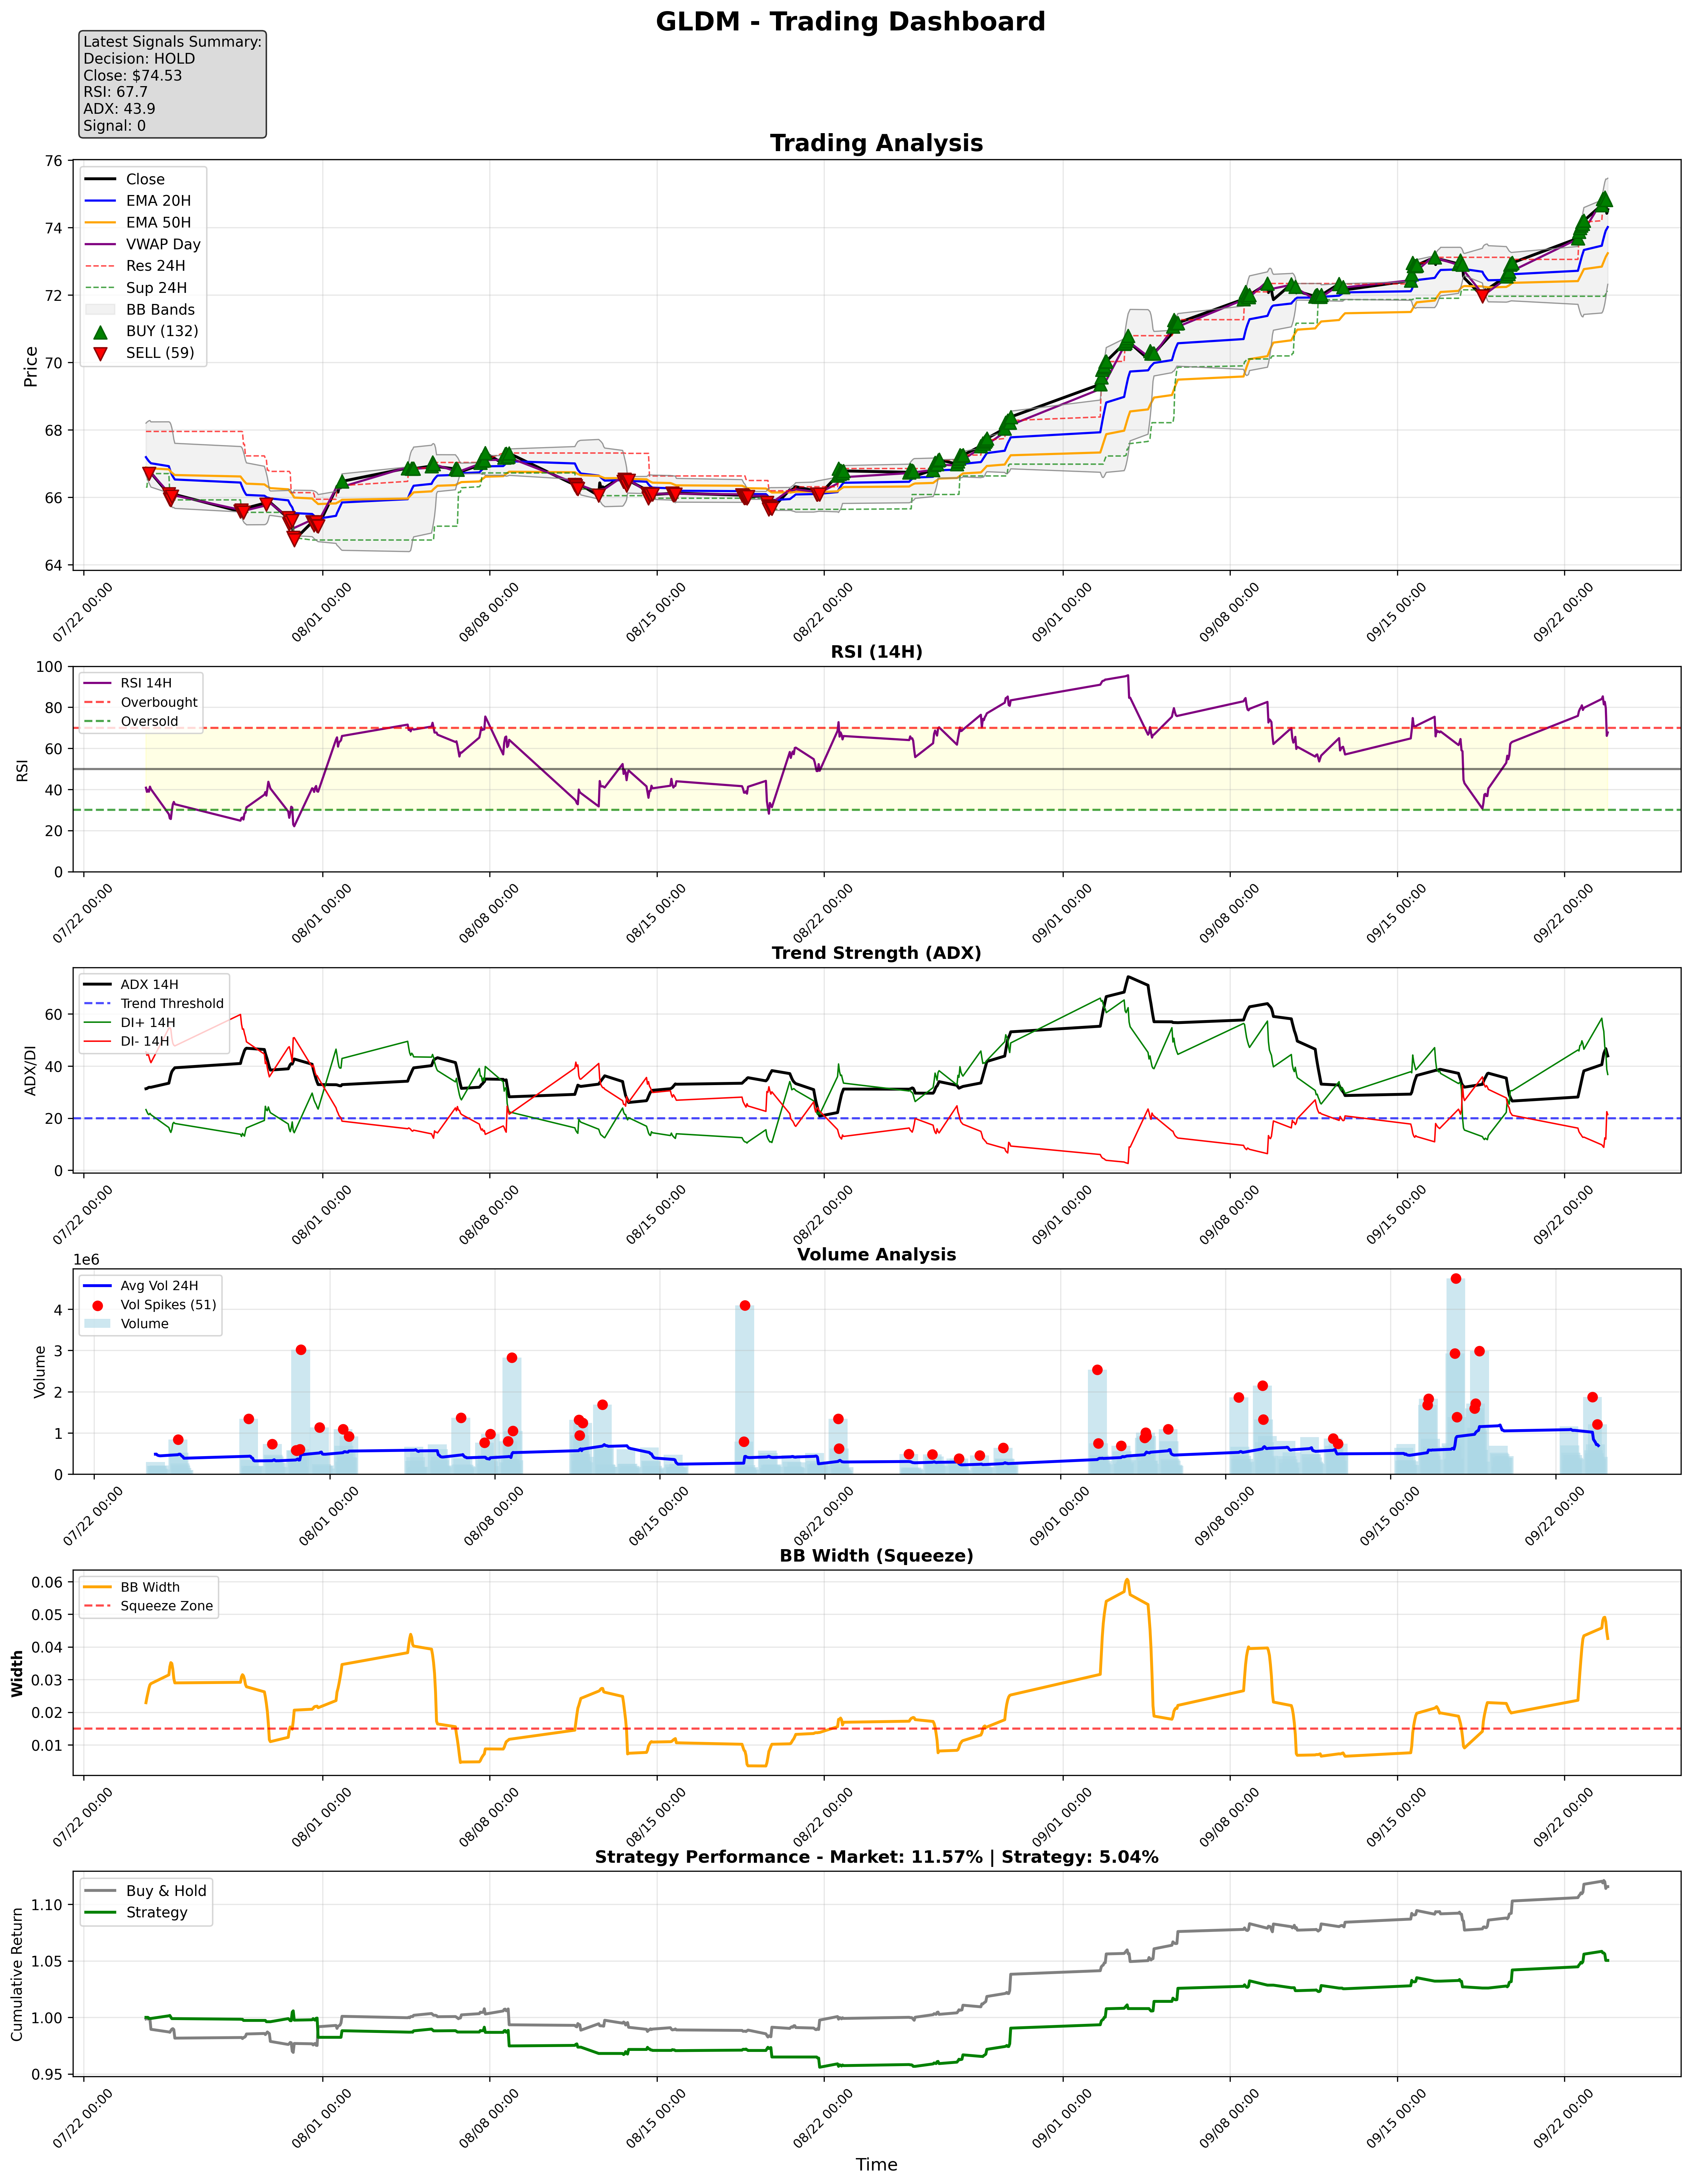 GLDM - Trading Dashboard
Latest Signals Summary:
Decision: HOLD
Close: $74.53
RSI: 67.7
ADX: 43.9
Signal: 0
Trading Analysis
Price
76
74
72
70
68
66
64
Close
EMA 20H
EMA 50H
VWAP Day
Res 24H
Sup 24H
BB Bands
BUY (132)
SELL (59)
07/22 00:00
08/01 00:00
08/08 00:00
08/15 00:00
08/22 00:00
09/01 00:00
09/08 00:00
09/15 00:00
09/22 00:00
RSI (14H)
RSI
100
80
60
40
20
0
RSI 14H
Overbought
Oversold
07/22 00:00
08/01 00:00
08/08 00:00
08/15 00:00
08/22 00:00
09/01 00:00
09/08 00:00
09/15 00:00
09/22 00:00
Trend Strength (ADX)
ADX/DI
60
40
20
0
ADX 14H
Trend Threshold
DI+ 14H
DI- 14H
07/22 00:00
08/01 00:00
08/08 00:00
08/15 00:00
08/22 00:00
09/01 00:00
09/08 00:00
09/15 00:00
09/22 00:00
Volume Analysis
1e6
Volume
4
3
2
1
0
Avg Vol 24H
Vol Spikes (51)
Volume
07/22 00:00
08/01 00:00
08/08 00:00
08/15 00:00
08/22 00:00
09/01 00:00
09/08 00:00
09/15 00:00
09/22 00:00
BB Width (Squeeze)
Width
0.06
0.05
0.04
0.03
0.02
0.01
BB Width
Squeeze Zone
07/22 00:00
08/01 00:00
08/08 00:00
08/15 00:00
08/22 00:00
09/01 00:00
09/08 00:00
09/15 00:00
09/22 00:00
Strategy Performance - Market: 11.57% | Strategy: 5.04%
Cumulative Return
1.10
1.05
1.00
0.95
Buy & Hold
Strategy
07/22 00:00
08/01 00:00
08/08 00:00
08/15 00:00
08/22 00:00
09/01 00:00
09/08 00:00
09/15 00:00
09/22 00:00
Time